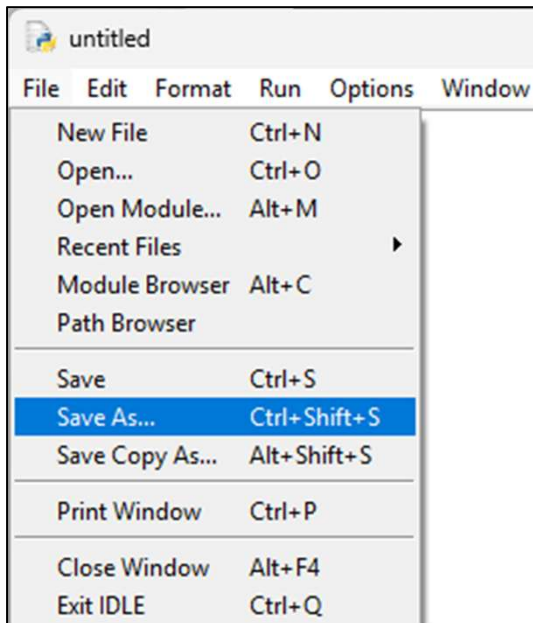 untitled
File Edit Format Run Options Window
New File Ctrl+N
Open... Ctrl+O
Open Module... Alt+M
Recent Files
Module Browser Alt+C
Path Browser
Save Ctrl+S
Save As... Ctrl+Shift+S
Save Copy As... Alt+Shift+S
Print Window Ctrl+P
Close Window Alt+F4
Exit IDLE Ctrl+Q